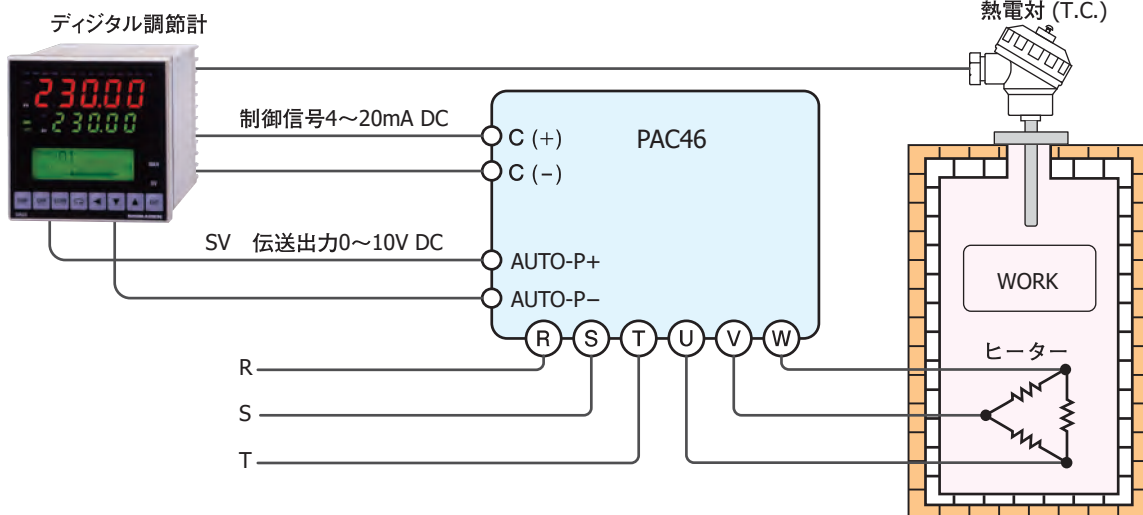 ディジタル調節計
熱電対 (T.C.)
230.00
230.00
制御信号4～20mA DC
C (+)
PAC46
C (−)
SV 伝送出力0～10V DC
AUTO-P+
AUTO-P−
WORK
R S T U V W
ヒーター
R
S
T